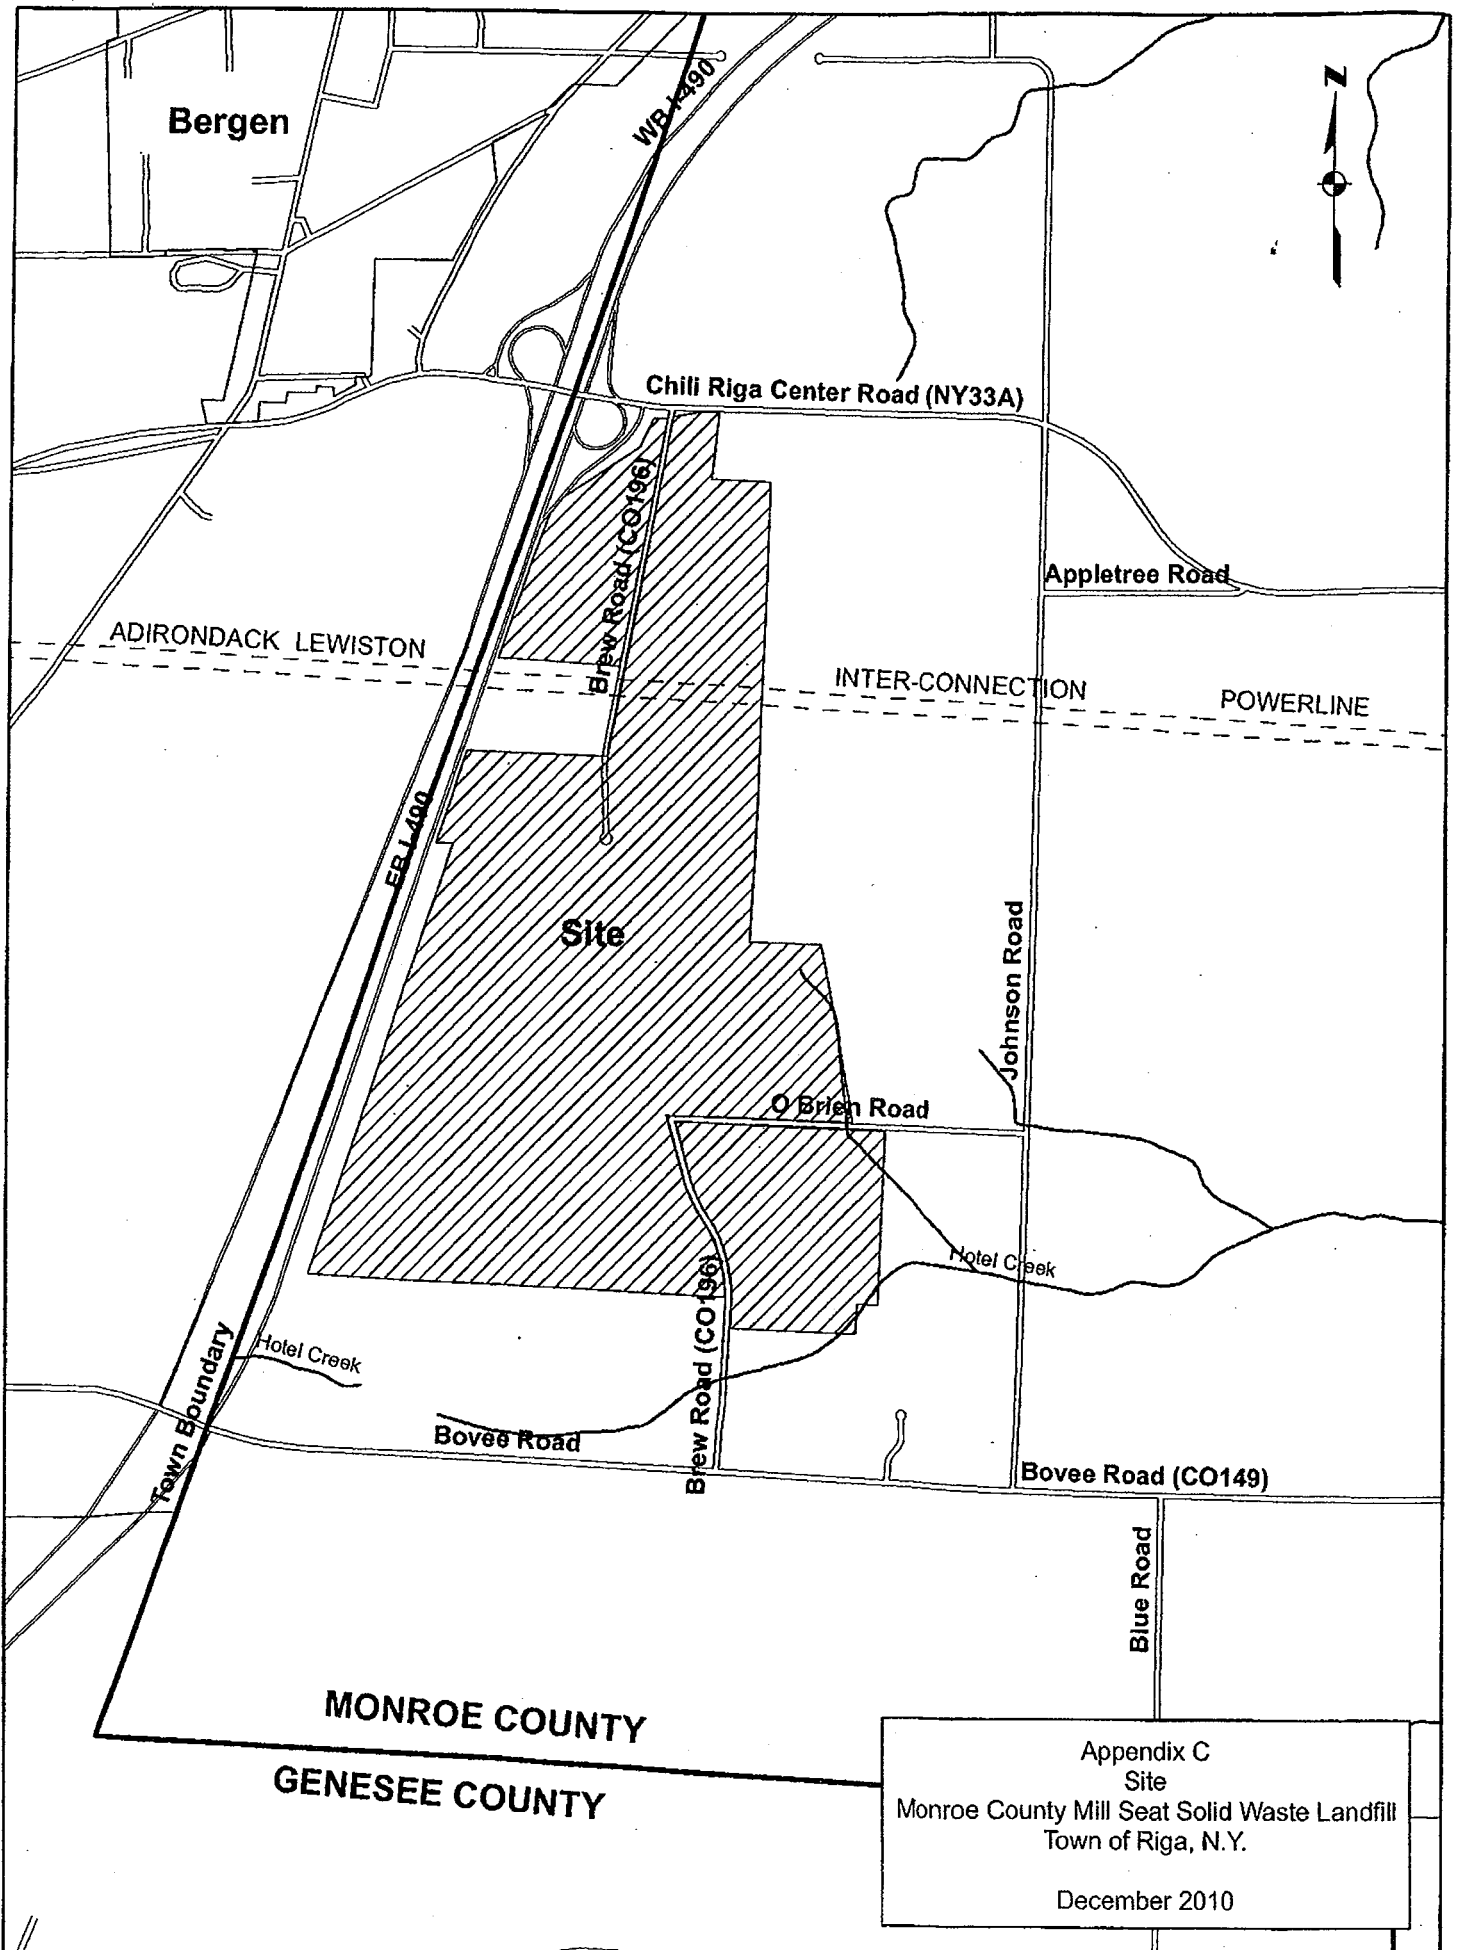 N
Bergen
WB I-490
Chili Riga Center Road (NY33A)
Brew Road (CO196)
Appletree Road
ADIRONDACK LEWISTON
INTER-CONNECTION
POWERLINE
EB I-490
Site
Johnson Road
O Brien Road
Hotel Creek
Brew Road (CO196)
Town Boundary
Hotel Creek
Bovee Road
Bovee Road (CO149)
Blue Road
MONROE COUNTY
GENESEE COUNTY
Appendix C
Site
Monroe County Mill Seat Solid Waste Landfill
Town of Riga, N.Y.
December 2010